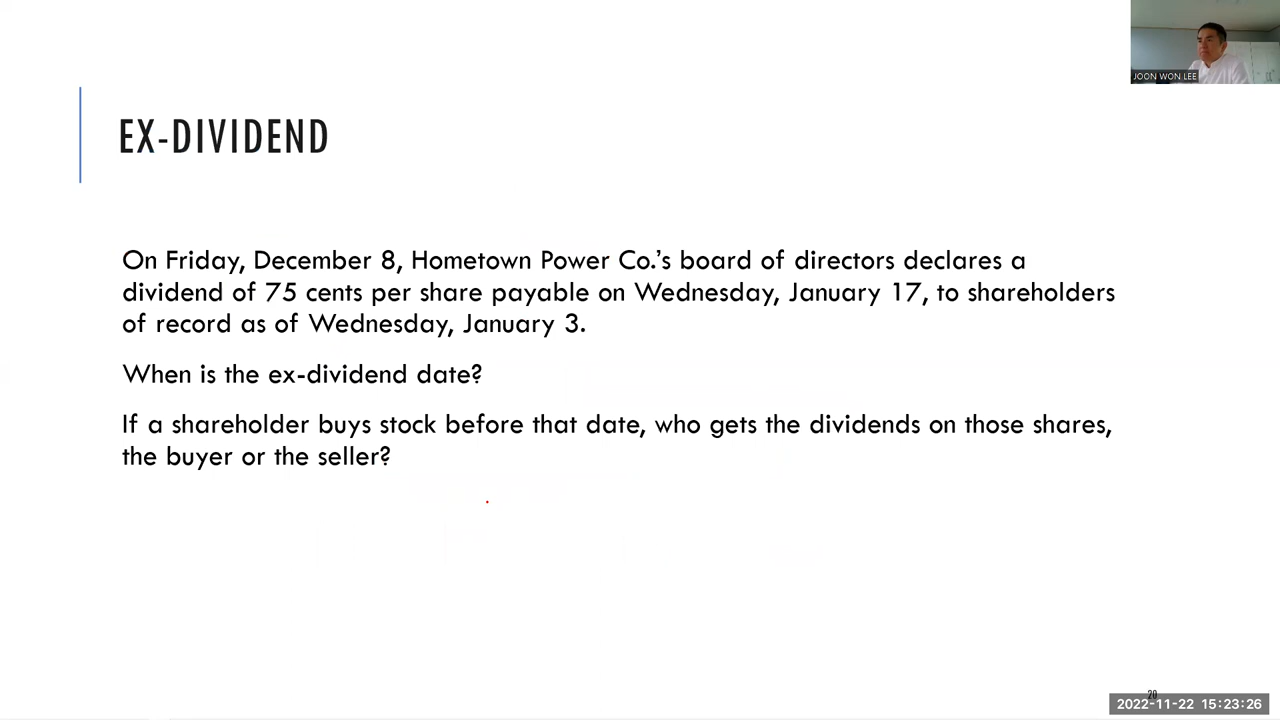 JOON WON LEE
EX-DIVIDEND
On Friday, December 8, Hometown Power Co.'s board of directors declares a
dividend of 75 cents per share payable on Wednesday, January 17, to shareholders
of record as of Wednesday, January 3.
When is the ex-dividend date?
If a shareholder buys stock before that date, who gets the dividends on those shares,
the buyer or the seller?
20
2022-11-22 15:23:26